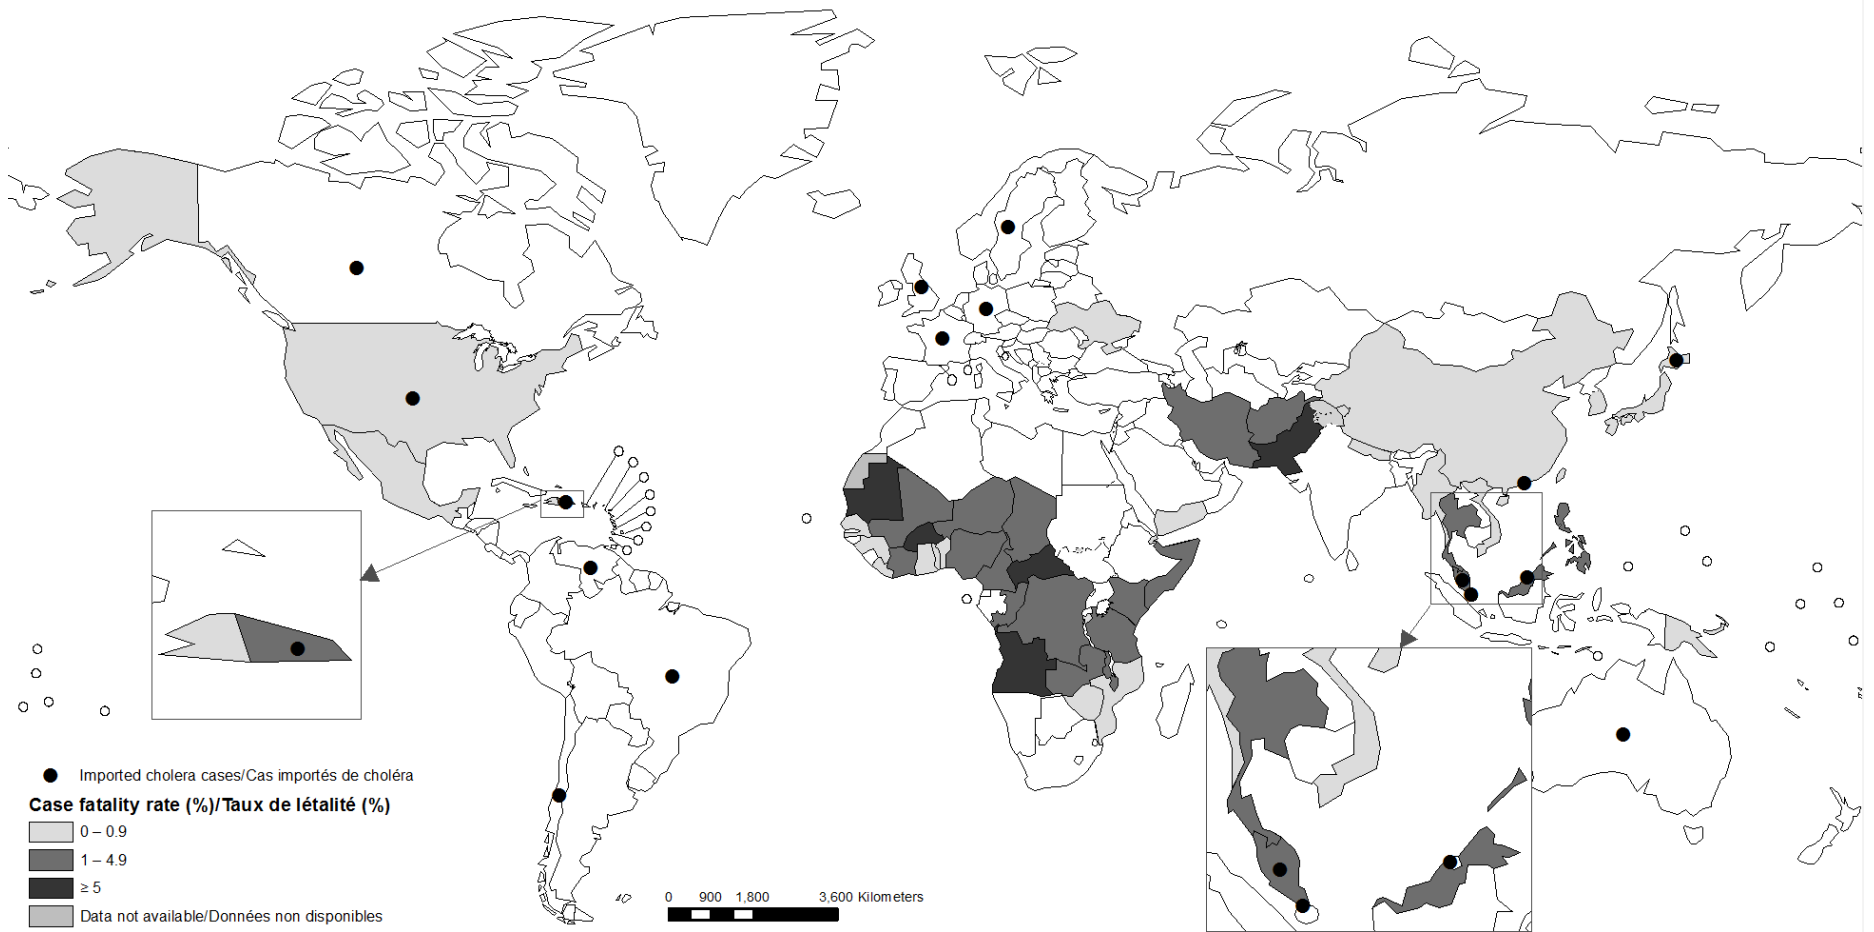 Imported cholera cases/Cas importés de choléra
Case fatality rate (%)/Taux de létalité (%)
0 – 0.9
1 – 4.9
≥ 5
Data not available/Données non disponibles
0 900 1,800 3,600 Kilometers